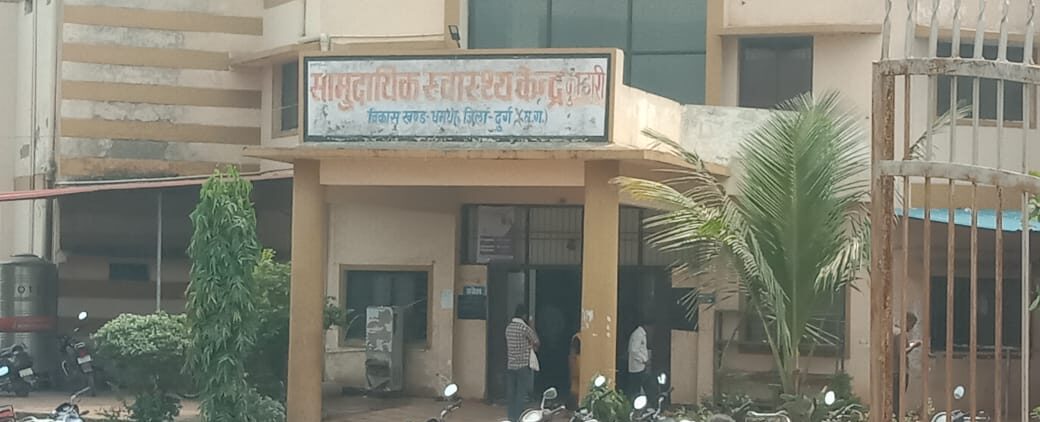 सामुदायिक स्वास्थ्य केन्द्र कुम्हारी
विकास खण्ड- धमधा, जिला- दुर्ग (छ.ग.)